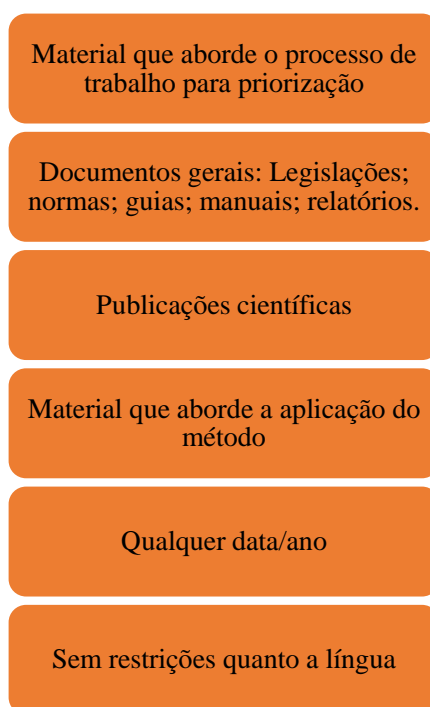 Material que aborde o processo de
trabalho para priorização
Documentos gerais: Legislações;
normas; guias; manuais; relatórios.
Publicações científicas
Material que aborde a aplicação do
método
Qualquer data/ano
Sem restrições quanto a língua